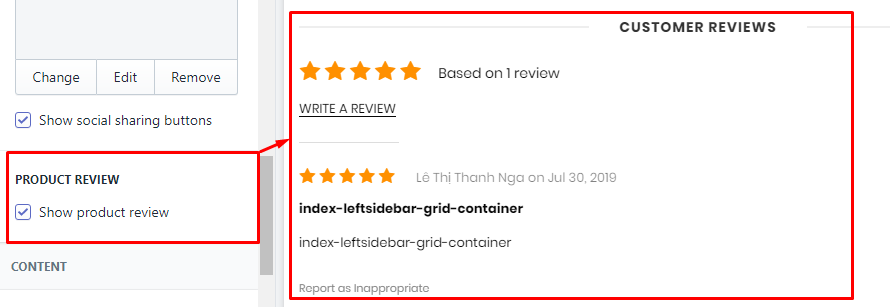 Change Edit Remove
Show social sharing buttons
PRODUCT REVIEW
Show product review
CONTENT
CUSTOMER REVIEWS
Based on 1 review
WRITE A REVIEW
Lê Thị Thanh Nga on Jul 30, 2019
index-leftsidebar-grid-container
index-leftsidebar-grid-container
Report as Inappropriate